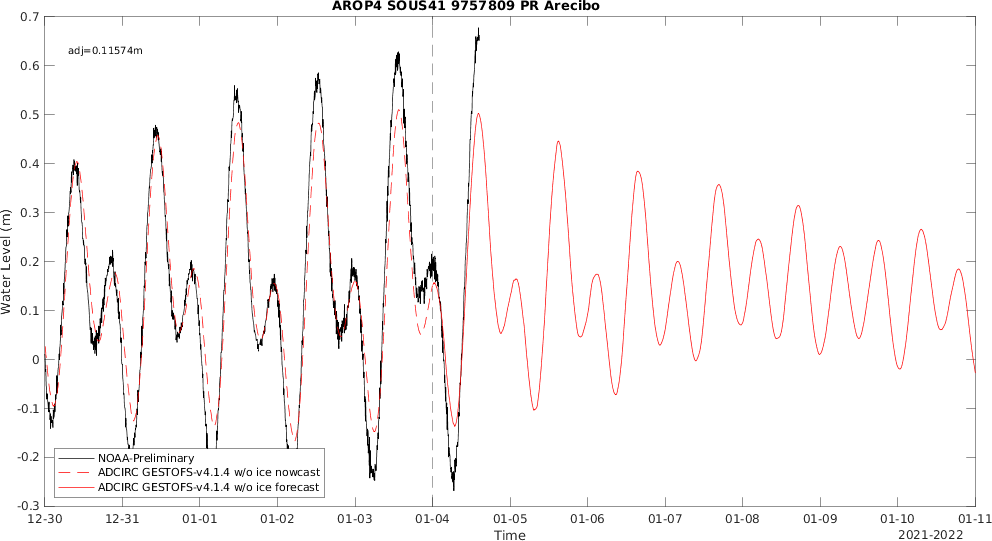 AROP4 SOUS41 9757809 PR Arecibo
adj=0.11574m
Water Level (m)
0.7
0.6
0.5
0.4
0.3
0.2
0.1
0
-0.1
-0.2
-0.3
NOAA-Preliminary
ADCIRC GESTOFS-v4.1.4 w/o ice nowcast
ADCIRC GESTOFS-v4.1.4 w/o ice forecast
12-30 12-31 01-01 01-02 01-03 01-04 01-05 01-06 01-07 01-08 01-09 01-10 01-11
Time
2021-2022